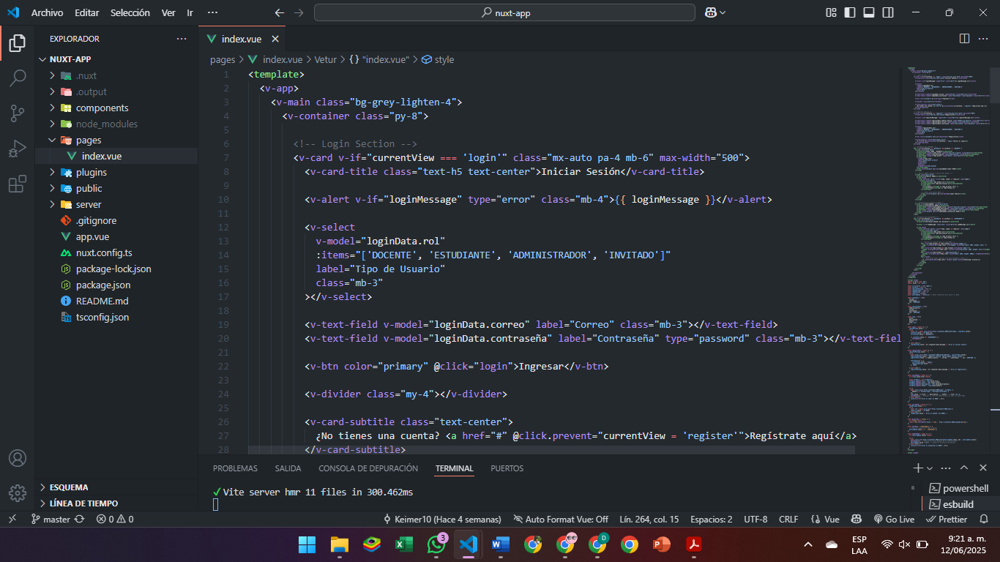 Archivo Editar Selección Ver Ir ··· nuxt-app
EXPLORADOR ···
NUXT-APP
.nuxt
.output
components
node_modules
pages
index.vue
plugins
public
server
.gitignore
app.vue
nuxt.config.ts
package-lock.json
package.json
README.md
tsconfig.json
ESQUEMA
LÍNEA DE TIEMPO
index.vue
pages > index.vue > Vetur > {} "index.vue" > style
1 <template>
2 <v-app>
3 <v-main class="bg-grey-lighten-4">
4 <v-container class="py-8">
5
6 <!-- Login Section -->
7 <v-card v-if="currentView === 'login'" class="mx-auto pa-4 mb-6" max-width="500">
8 <v-card-title class="text-h5 text-center">Iniciar Sesión</v-card-title>
9
10 <v-alert v-if="loginMessage" type="error" class="mb-4">{{ loginMessage }}</v-alert>
11
12 <v-select
13 v-model="loginData.rol"
14 :items="['DOCENTE', 'ESTUDIANTE', 'ADMINISTRADOR', 'INVITADO']"
15 label="Tipo de Usuario"
16 class="mb-3"
17 ></v-select>
18
19 <v-text-field v-model="loginData.correo" label="Correo" class="mb-3"></v-text-field>
20 <v-text-field v-model="loginData.contraseña" label="Contraseña" type="password" class="mb-3"></v-text-fiel
21
22 <v-btn color="primary" @click="login">Ingresar</v-btn>
23
24 <v-divider class="my-4"></v-divider>
25
26 <v-card-subtitle class="text-center">
27 ¿No tienes una cuenta? <a href="#" @click.prevent="currentView = 'register'">Regístrate aquí</a>
28 </v-card-subtitle>
PROBLEMAS SALIDA CONSOLA DE DEPURACIÓN TERMINAL PUERTOS
✓ Vite server hmr 11 files in 300.462ms
powershell
esbuild
master 0 0 Keimer10 (Hace 4 semanas) Auto Format Vue: Off Lín. 264, col. 15 Espacios: 2 UTF-8 CRLF Vue Go Live Prettier
3 D ESP LAA 9:21 a. m. 12/06/2025